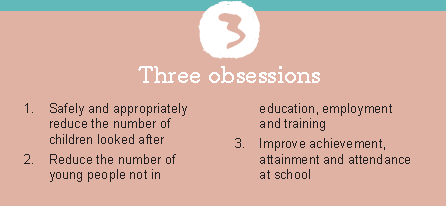 3
Three obsessions
1. Safely and appropriately
reduce the number of
children looked after
2. Reduce the number of
young people not in
education, employment
and training
3. Improve achievement,
attainment and attendance
at school